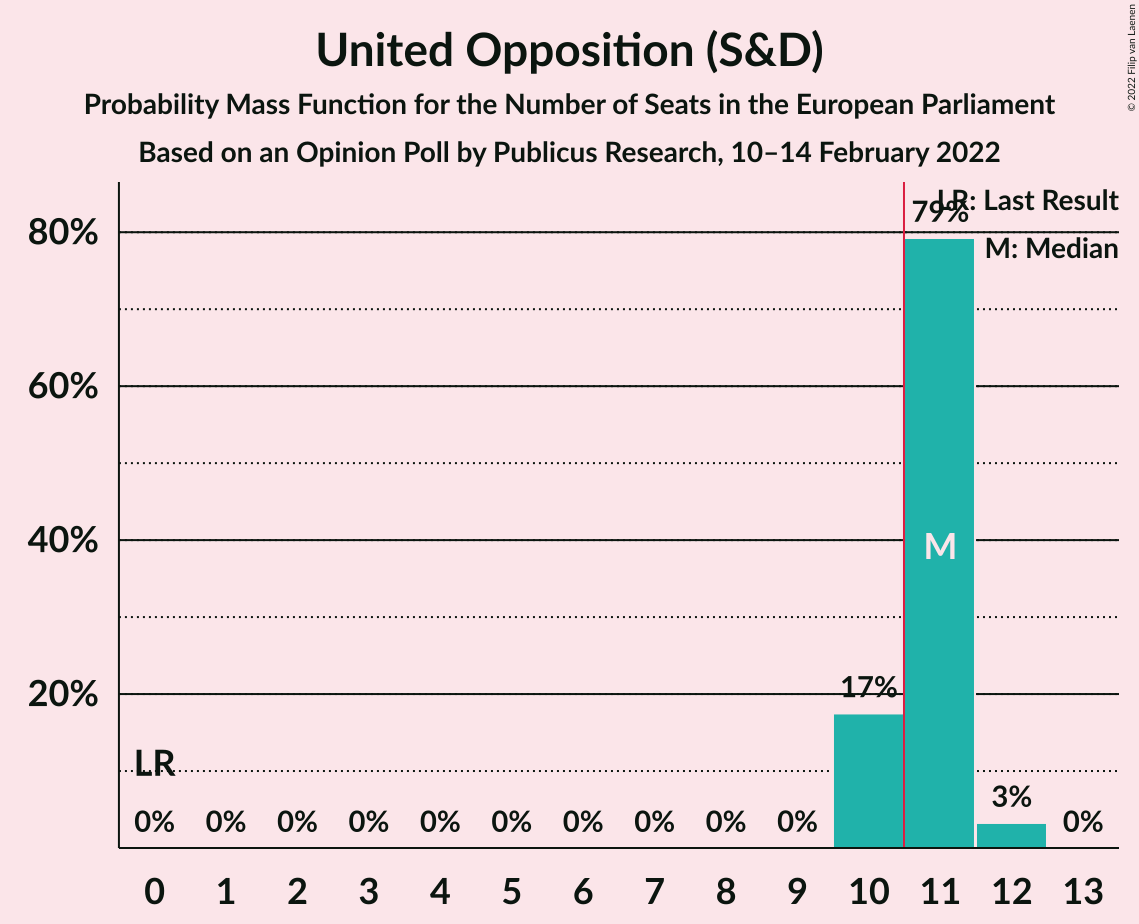 United Opposition (S&D)
Probability Mass Function for the Number of Seats in the European Parliament
Based on an Opinion Poll by Publicus Research, 10–14 February 2022
© 2022 Filip van Laenen
LR: Last Result
M: Median
80%
60%
40%
20%
79%
M
17%
LR
3%
0% 0% 0% 0% 0% 0% 0% 0% 0% 0% 0%
0 1 2 3 4 5 6 7 8 9 10 11 12 13